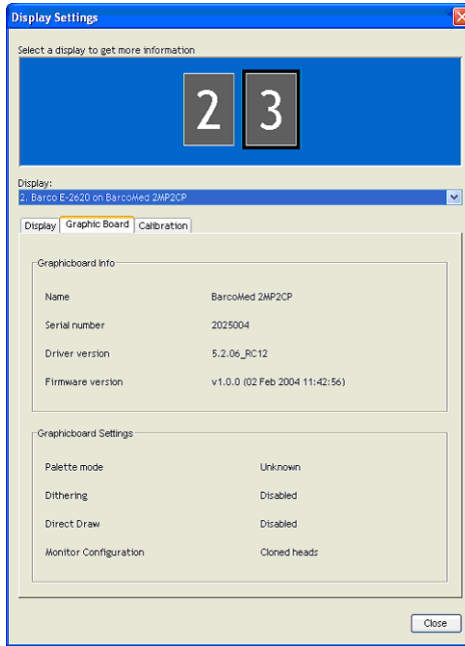 Display Settings
Select a display to get more information
2 3
Display:
2. Barco E-2620 on BarcoMed 2MP2CP
Display Graphic Board Calibration
Graphicboard Info
Name BarcoMed 2MP2CP
Serial number 2025004
Driver version 5.2.06_RC12
Firmware version v1.0.0 (02 Feb 2004 11:42:56)
Graphicboard Settings
Palette mode Unknown
Dithering Disabled
Direct Draw Disabled
Monitor Configuration Cloned heads
Close